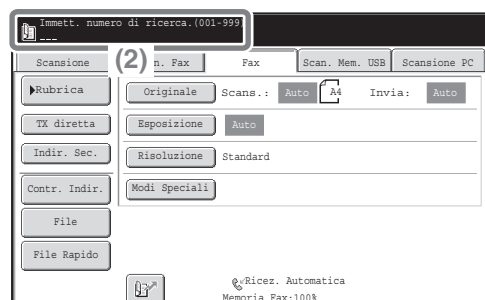 Immett. numero di ricerca.(001-999)
---
(2)
Scansione
n. Fax
Fax
Scan. Mem. USB
Scansione PC
Rubrica
Originale
Scans.: Auto A4 Invia: Auto
TX diretta
Esposizione
Auto
Indir. Sec.
Risoluzione
Standard
Contr. Indir.
Modi Speciali
File
File Rapido
Ricez. Automatica
Memoria Fax:100%